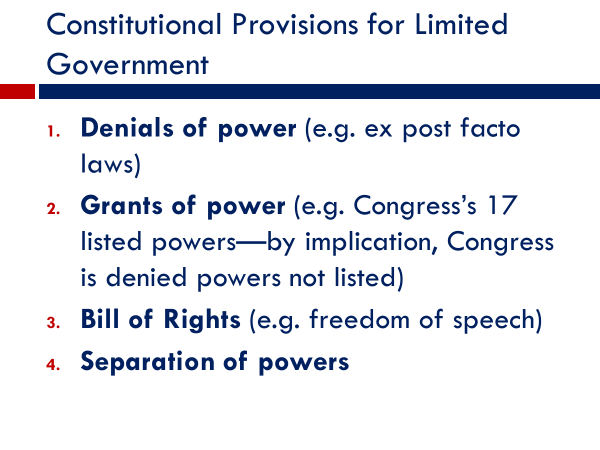 Constitutional Provisions for Limited
Government
1. Denials of power (e.g. ex post facto
laws)
2. Grants of power (e.g. Congress’s 17
listed powers—by implication, Congress
is denied powers not listed)
3. Bill of Rights (e.g. freedom of speech)
4. Separation of powers